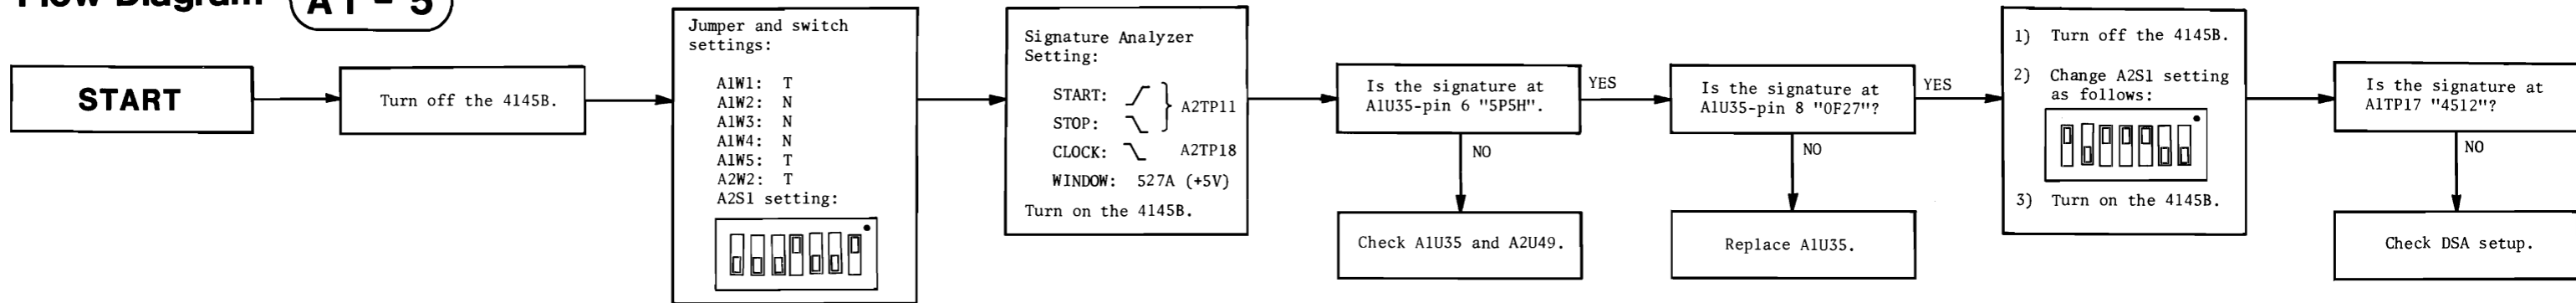 Flow Diagram A1 - 5
START
Turn off the 4145B.
Jumper and switch
settings:
A1W1: T
A1W2: N
A1W3: N
A1W4: N
A1W5: T
A2W2: T
A2S1 setting:
Signature Analyzer
Setting:
START:
STOP:
A2TP11
CLOCK: A2TP18
WINDOW: 527A (+5V)
Turn on the 4145B.
Is the signature at
A1U35-pin 6 "5P5H".
YES
NO
Check A1U35 and A2U49.
Is the signature at
A1U35-pin 8 "0F27"?
YES
NO
Replace A1U35.
1) Turn off the 4145B.
2) Change A2S1 setting
as follows:
3) Turn on the 4145B.
Is the signature at
A1TP17 "4512"?
NO
Check DSA setup.